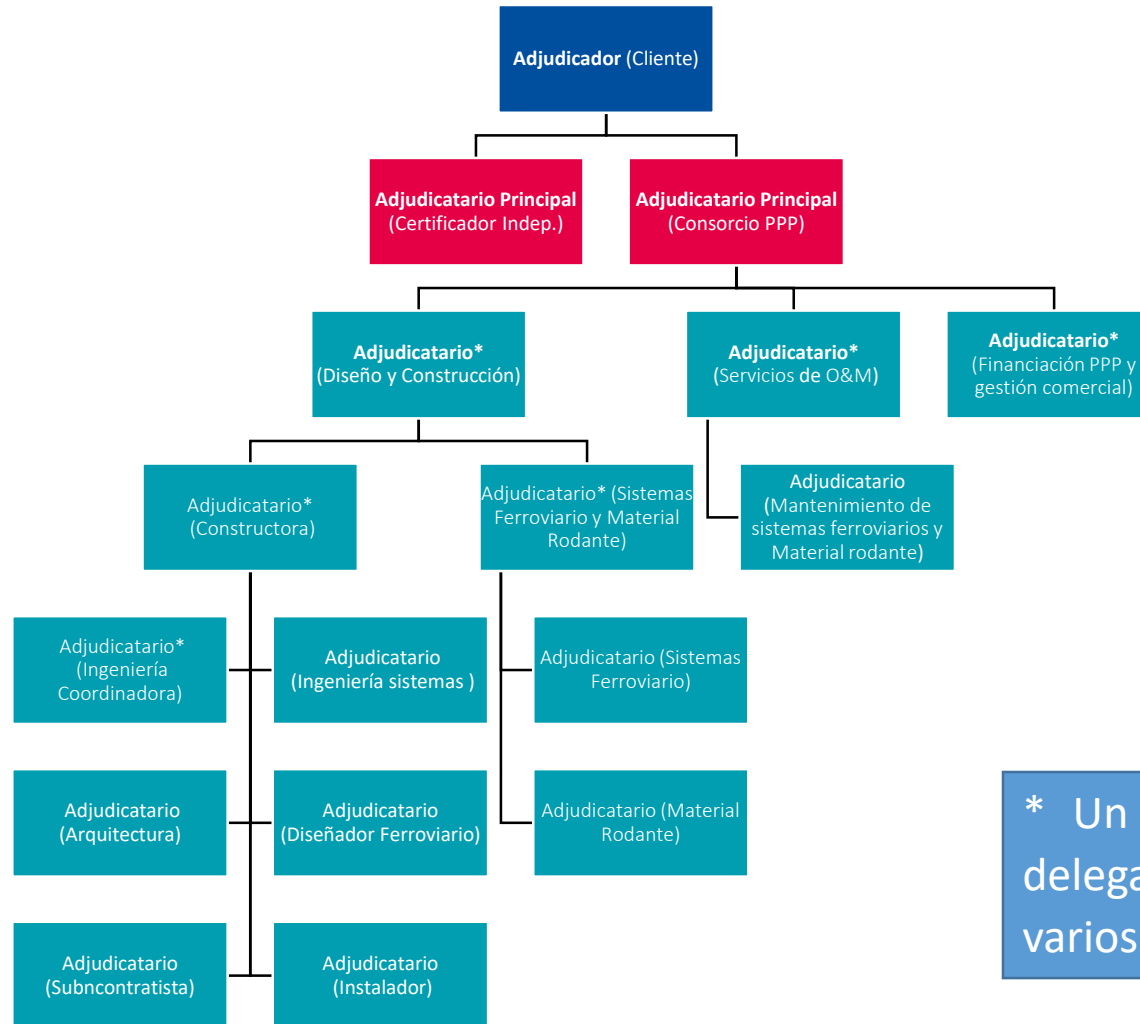 Adjudicador (Cliente)
Adjudicatario Principal
(Certificador Indep.)
Adjudicatario Principal
(Consorcio PPP)
Adjudicatario*
(Diseño y Construcción)
Adjudicatario*
(Servicios de O&M)
Adjudicatario*
(Financiación PPP y
gestión comercial)
Adjudicatario*
(Constructora)
Adjudicatario* (Sistemas
Ferroviario y Material
Rodante)
Adjudicatario
(Mantenimiento de
sistemas ferroviarios y
Material rodante)
Adjudicatario*
(Ingeniería
Coordinadora)
Adjudicatario
(Ingeniería sistemas )
Adjudicatario (Sistemas
Ferroviario)
Adjudicatario
(Arquitectura)
Adjudicatario
(Diseñador Ferroviario)
Adjudicatario (Material
Rodante)
* Un
delega
varios
Adjudicatario
(Subncontratista)
Adjudicatario
(Instalador)